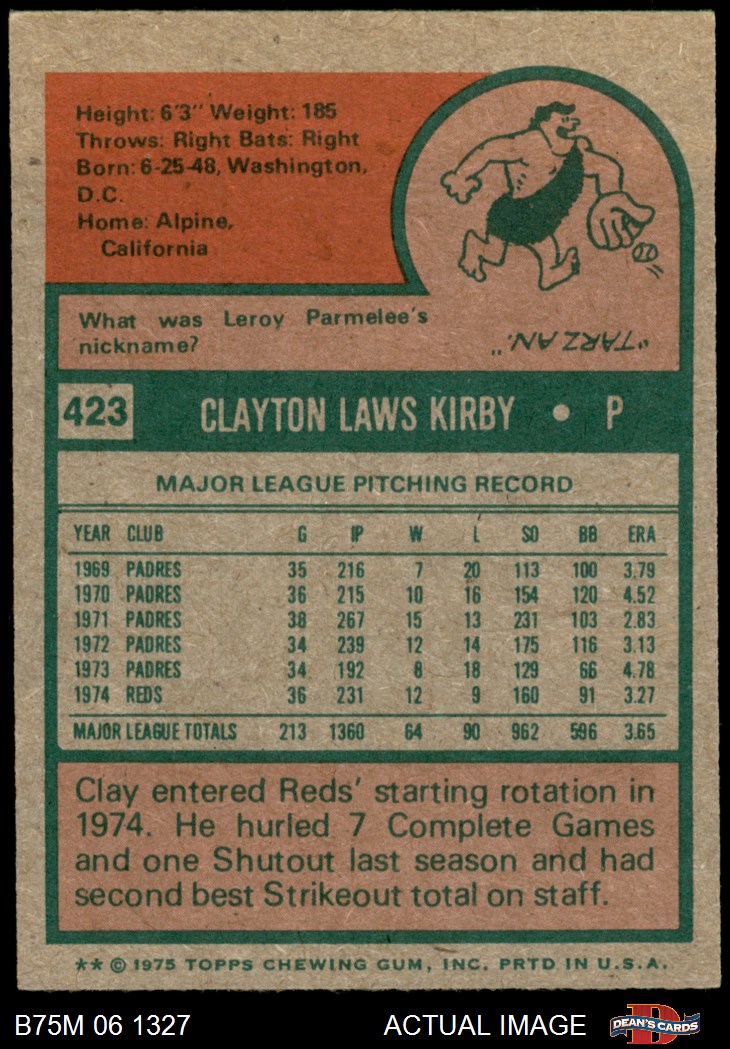 Height: 6'3" Weight: 185
Throws: Right Bats: Right
Born: 6-25-48, Washington,
D.C.
Home: Alpine,
California
What was Leroy Parmelee's
nickname?
"TARZAN."
423 CLAYTON LAWS KIRBY • P
MAJOR LEAGUE PITCHING RECORD
YEAR CLUB G IP W L SO BB ERA
1969 PADRES 35 216 7 20 113 100 3.79
1970 PADRES 36 215 10 16 154 120 4.52
1971 PADRES 38 267 15 13 231 103 2.83
1972 PADRES 34 239 12 14 175 116 3.13
1973 PADRES 34 192 8 18 129 66 4.78
1974 REDS 36 231 12 9 160 91 3.27
MAJOR LEAGUE TOTALS 213 1360 64 90 962 596 3.65
Clay entered Reds' starting rotation in
1974. He hurled 7 Complete Games
and one Shutout last season and had
second best Strikeout total on staff.
** © 1975 TOPPS CHEWING GUM, INC. PRTD IN U.S.A.
B75M 06 1327 ACTUAL IMAGE DEAN'S CARDS